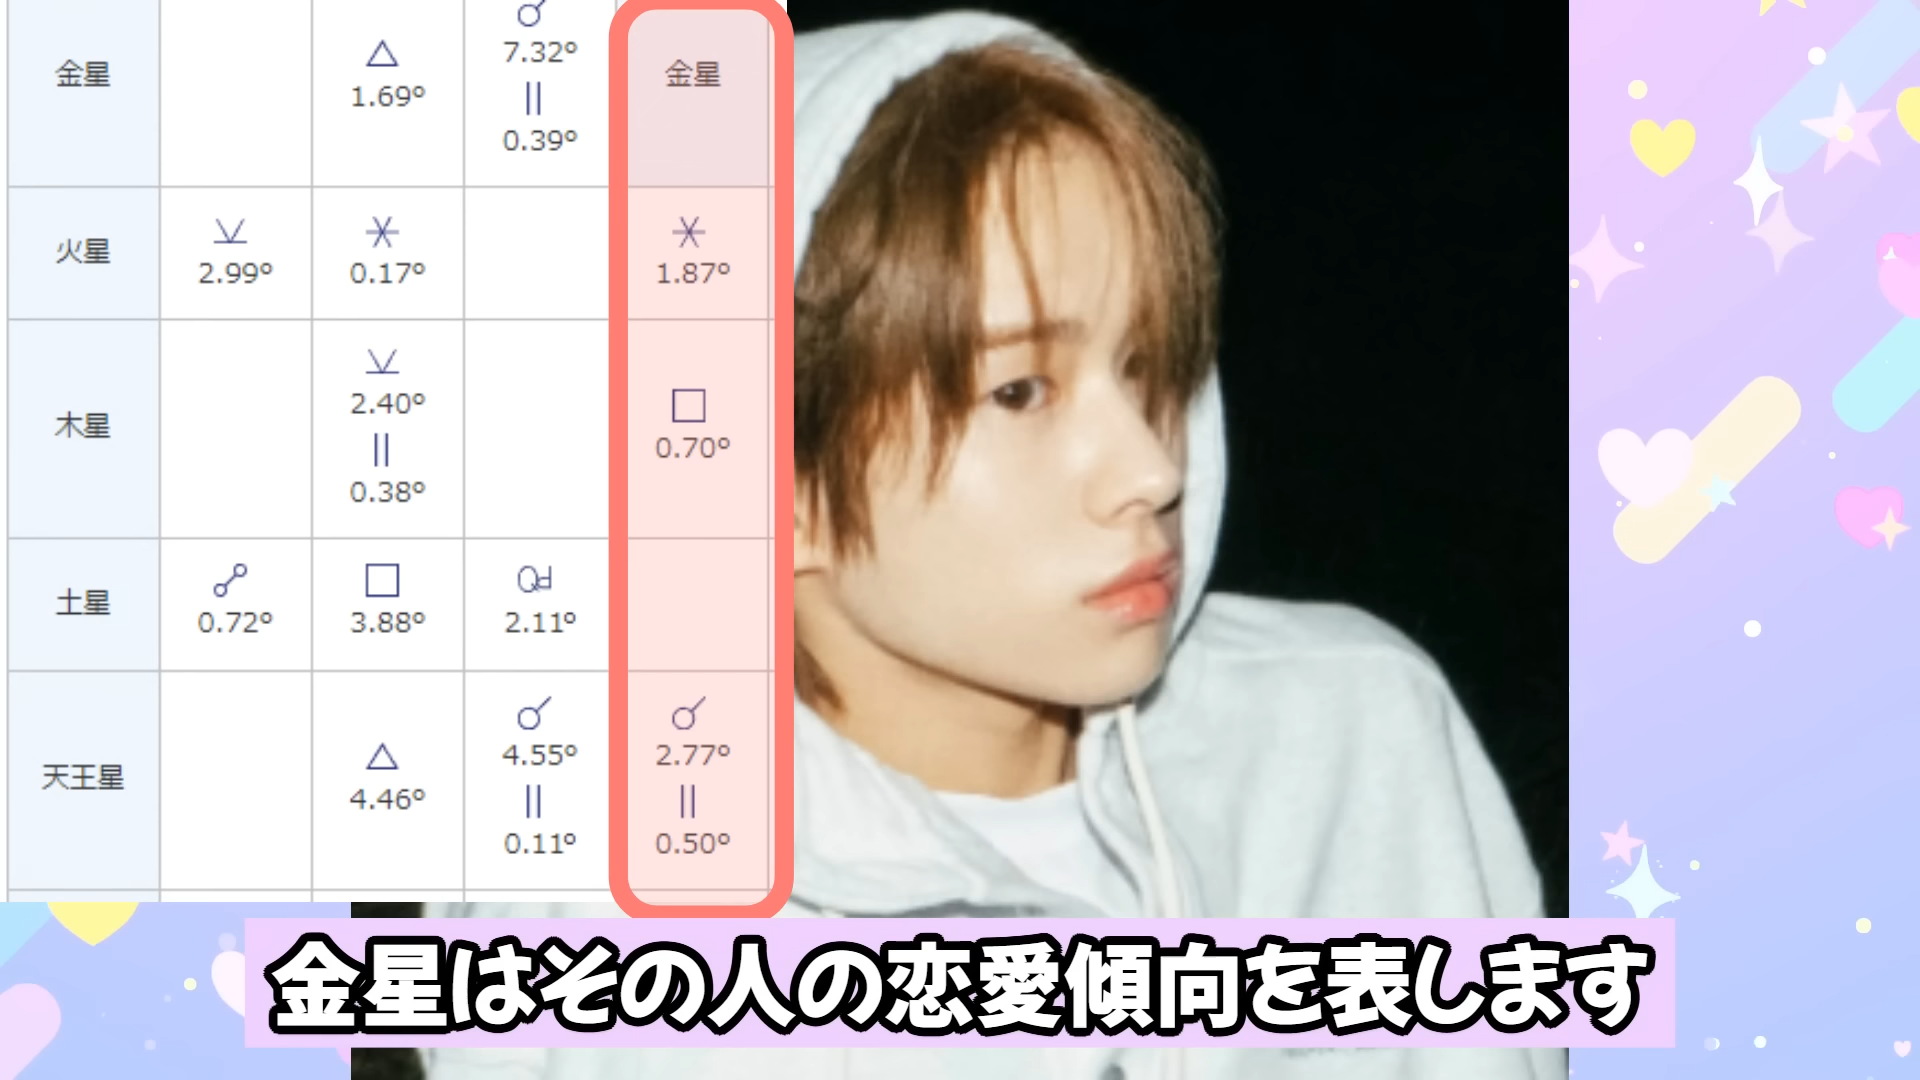 金星 1.69° 7.32° 0.39° 金星
火星 2.99° 0.17° 1.87°
木星 2.40° 0.38° 0.70°
土星 0.72° 3.88° 2.11°
天王星 4.46° 4.55° 0.11° 2.77° 0.50°
金星はその人の恋愛傾向を表します